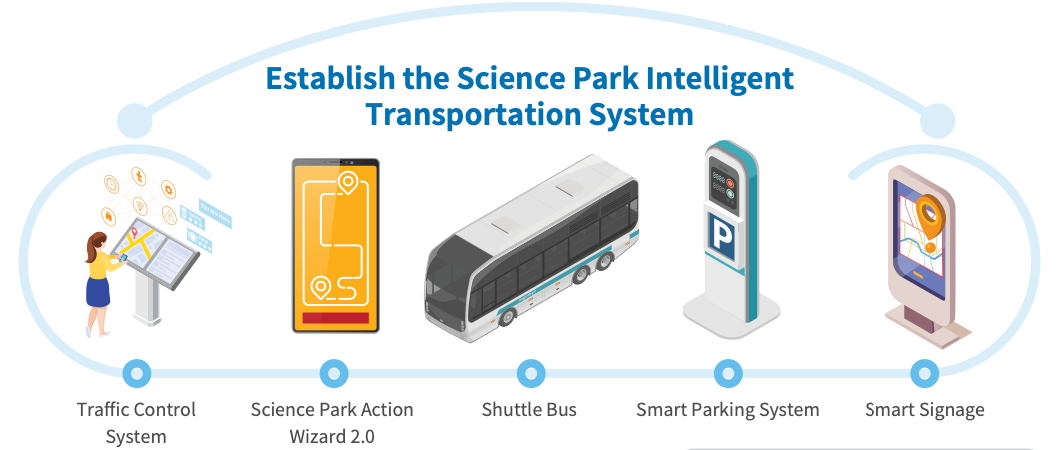 Establish the Science Park Intelligent
Transportation System
P
Traffic Control
System
Science Park Action
Wizard 2.0
Shuttle Bus
Smart Parking System
Smart Signage